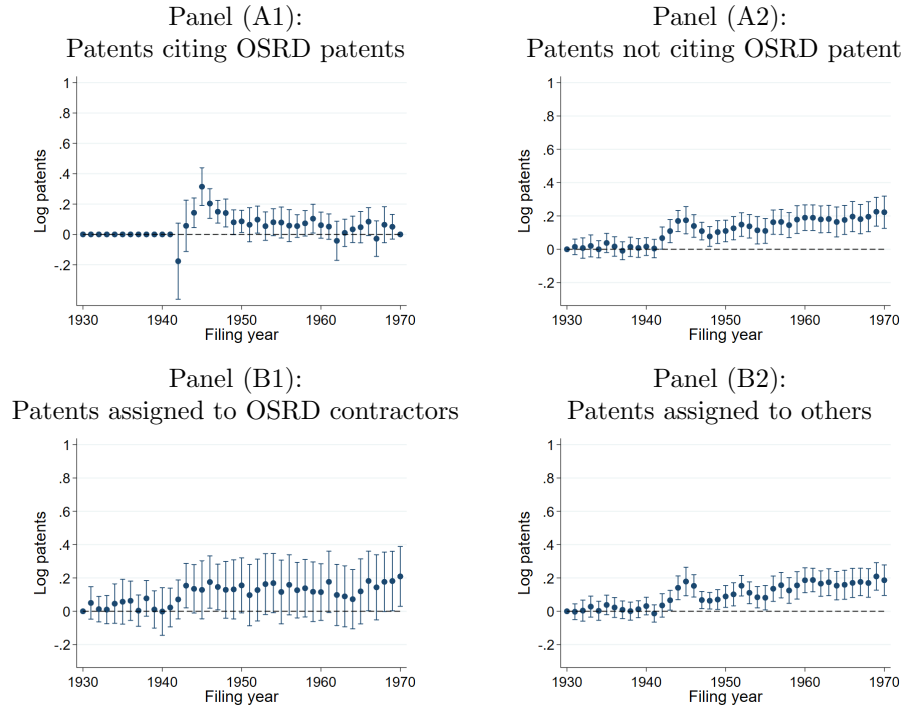 Panel (A1):
Patents citing OSRD patents
1
.8
.6
.4
.2
0
-.2
Log patents
1930 1940 1950 1960 1970
Filing year
Panel (A2):
Patents not citing OSRD patent
1
.8
.6
.4
.2
0
-.2
Log patents
1930 1940 1950 1960 1970
Filing year
Panel (B1):
Patents assigned to OSRD contractors
1
.8
.6
.4
.2
0
-.2
Log patents
1930 1940 1950 1960 1970
Filing year
Panel (B2):
Patents assigned to others
1
.8
.6
.4
.2
0
-.2
Log patents
1930 1940 1950 1960 1970
Filing year